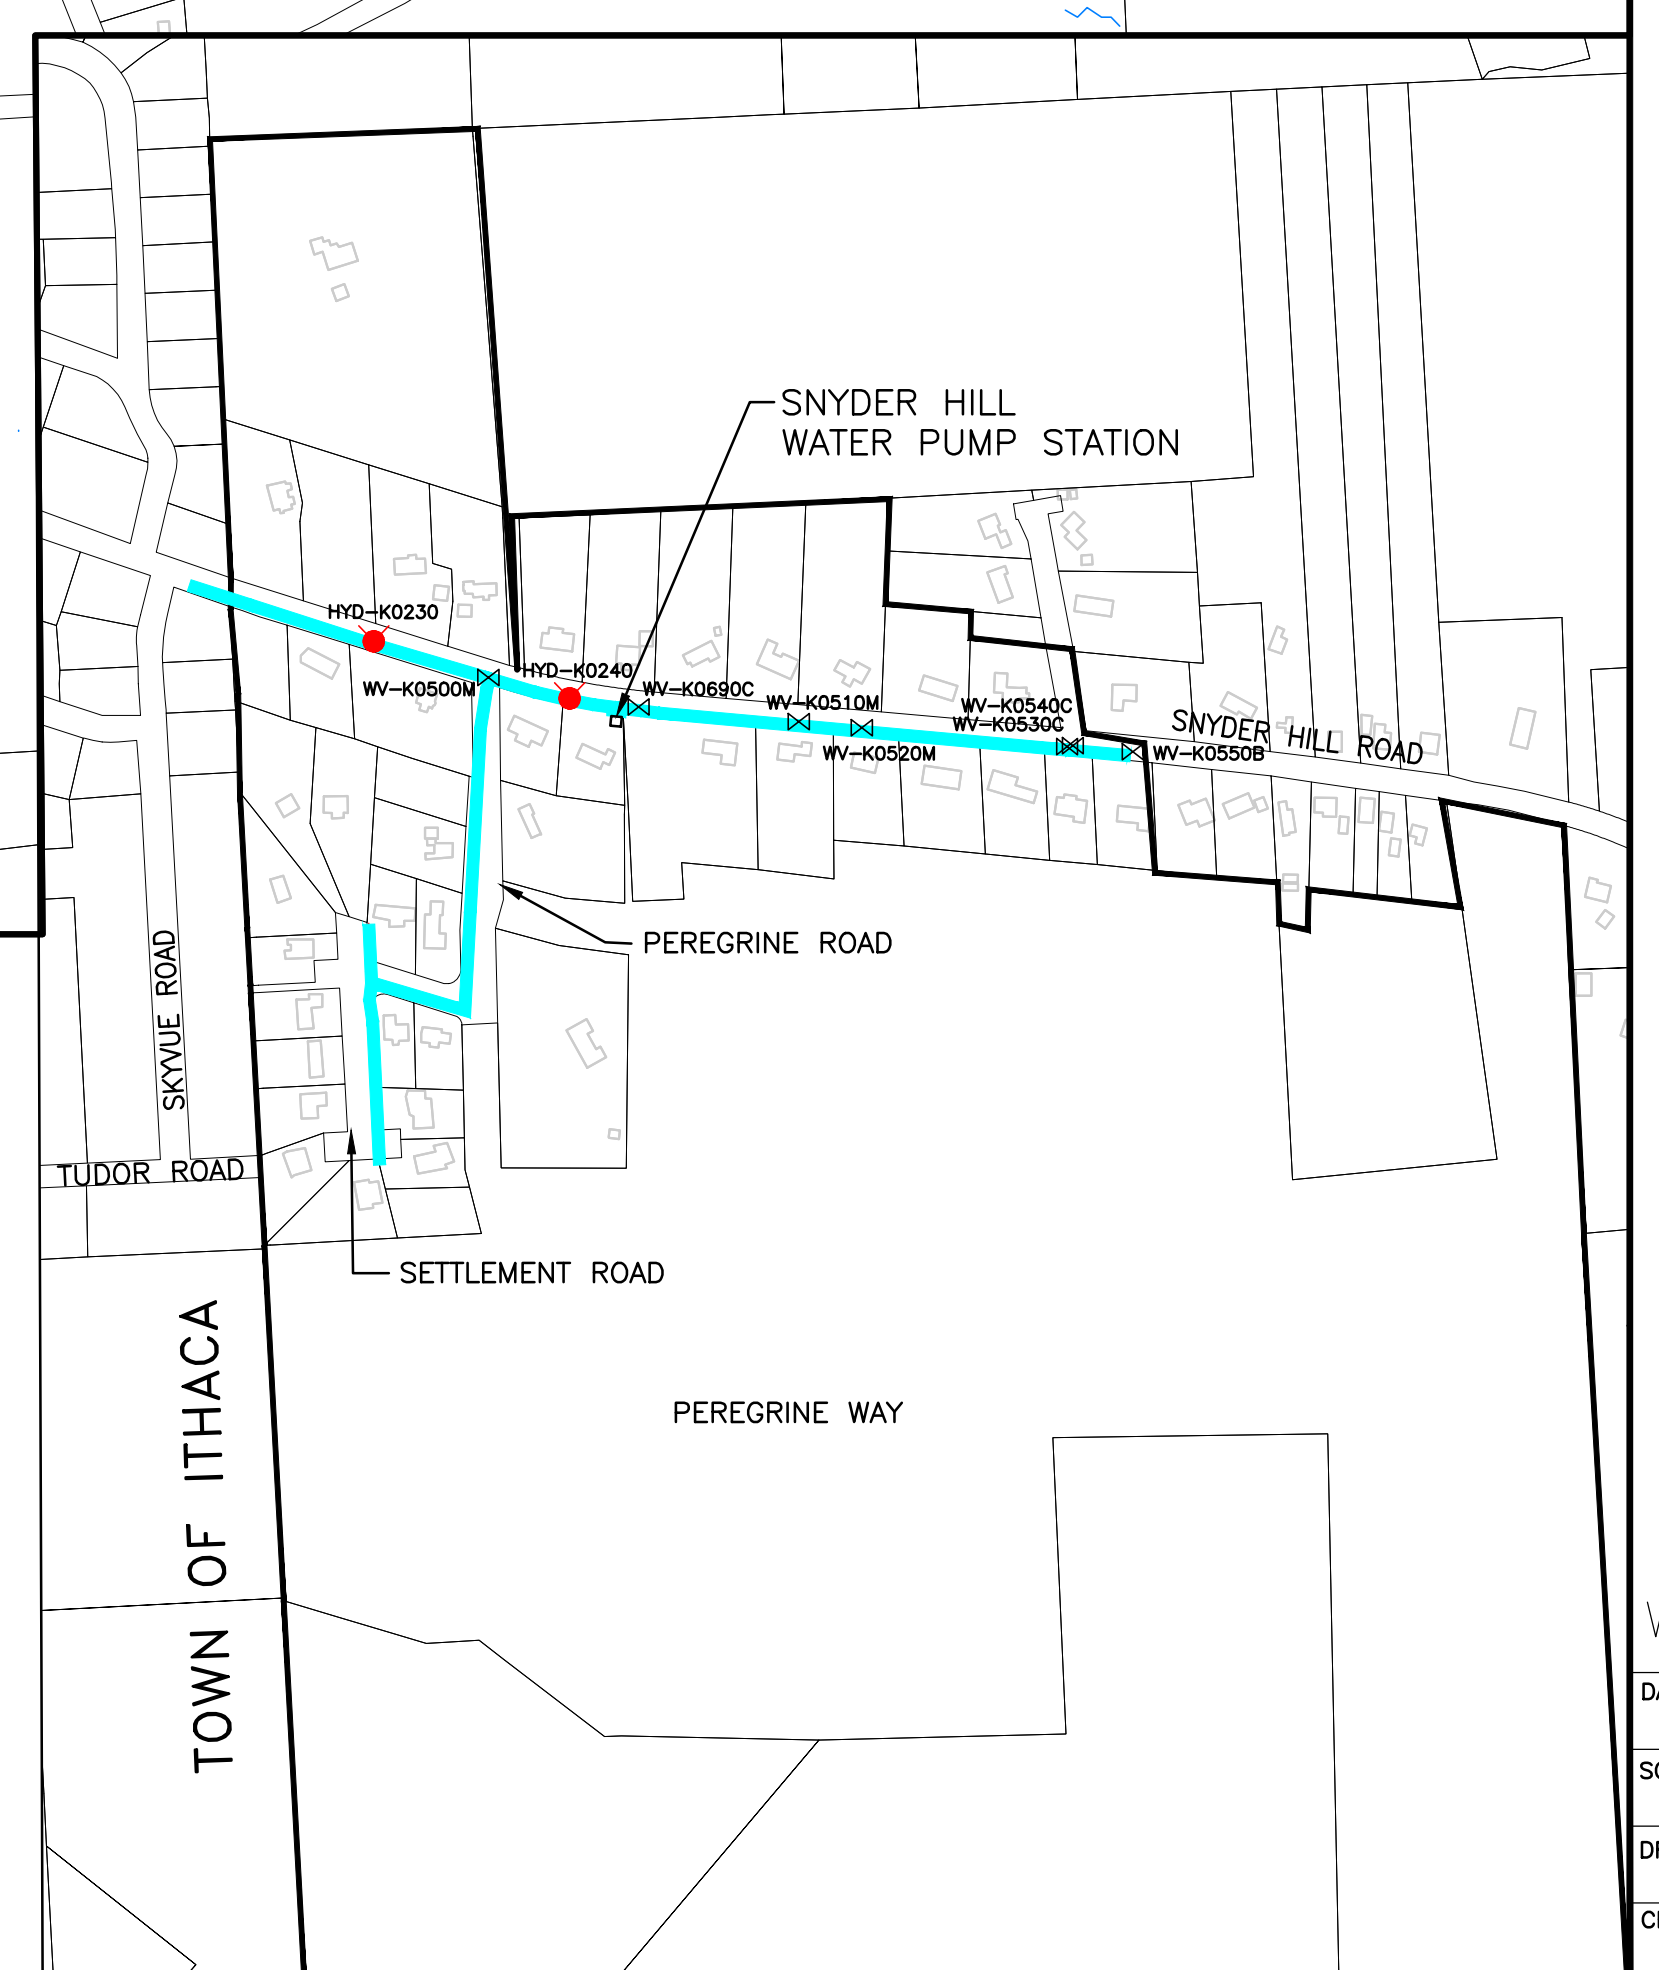 SNYDER HILL
WATER PUMP STATION
HYD-K0230
HYD-K0240
WV-K0500M
WV-K0690C
WV-K0510M
WV-K0540C
WV-K0530C
WV-K0520M
WV-K0550B
SNYDER HILL ROAD
PEREGRINE ROAD
SKYVUE ROAD
TUDOR ROAD
SETTLEMENT ROAD
TOWN OF ITHACA
PEREGRINE WAY